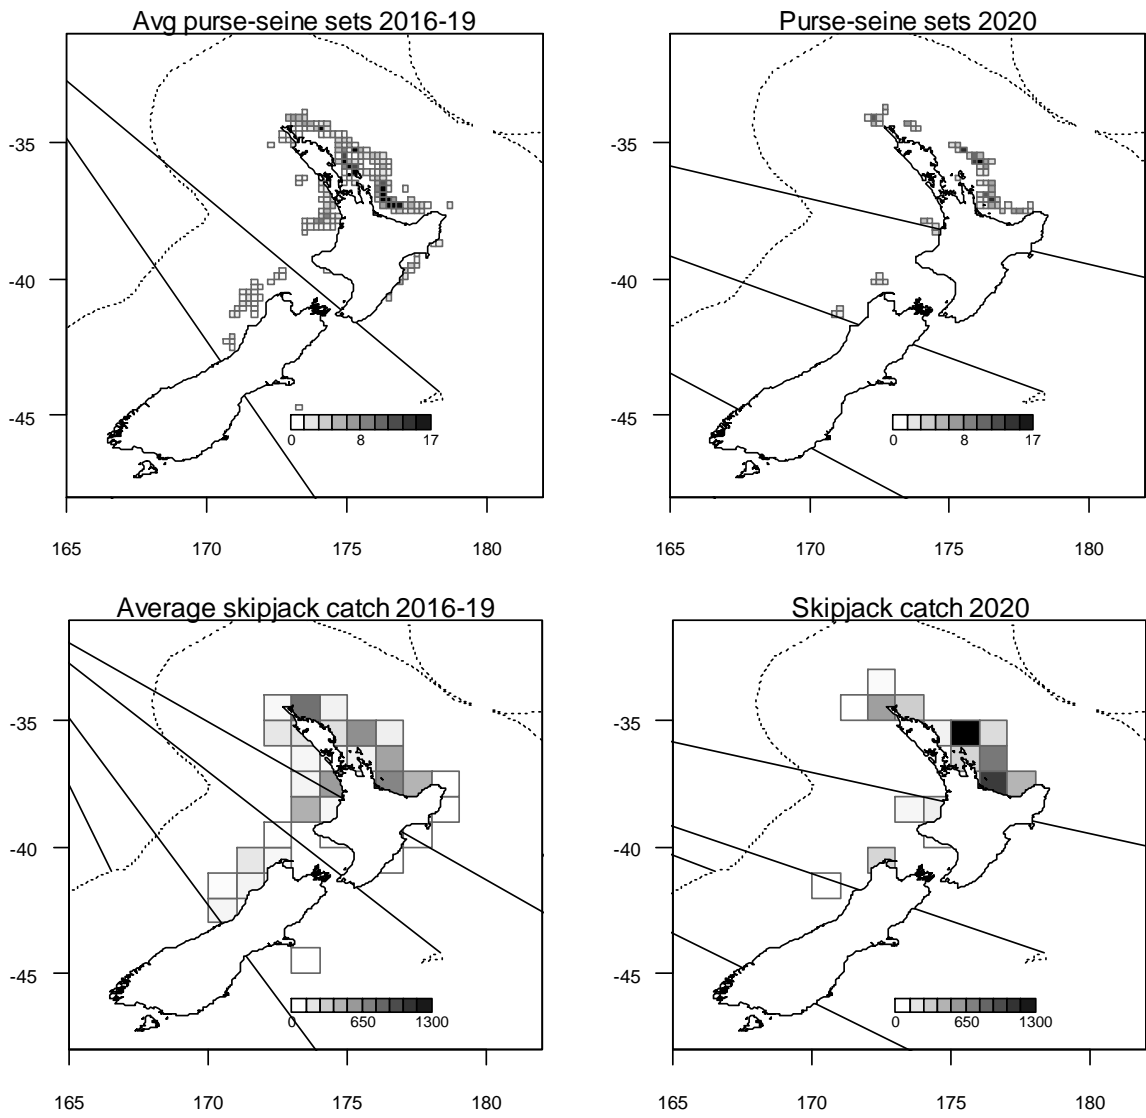 Avg purse-seine sets 2016-19
Purse-seine sets 2020
-35
-40
-45
0 8 17
165 170 175 180
-35
-40
-45
0 8 17
165 170 175 180
Average skipjack catch 2016-19
Skipjack catch 2020
-35
-40
-45
0 650 1300
165 170 175 180
-35
-40
-45
0 650 1300
165 170 175 180